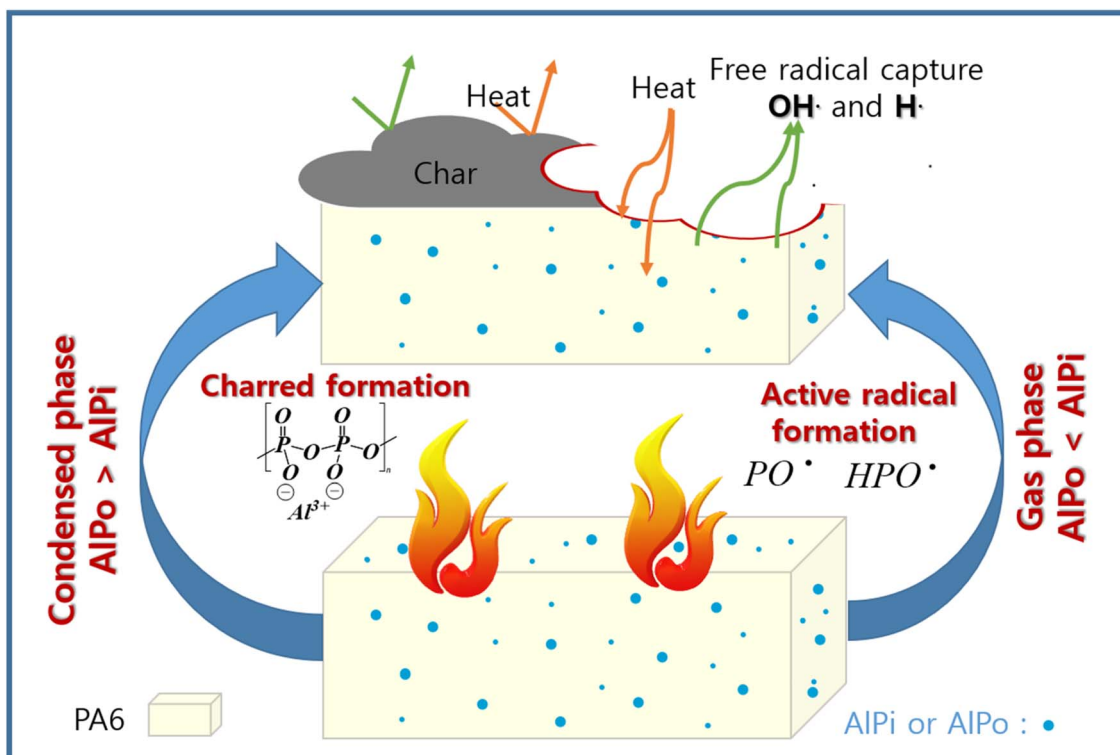 Heat
Heat
Free radical capture
OH· and H·
Char
Condensed phase
AlPo > AlPi
Charred formation
O O
P O P O
O O n
Al3+
Active radical
formation
PO• HPO•
Gas phase
AlPo < AlPi
PA6
AlPi or AlPo :